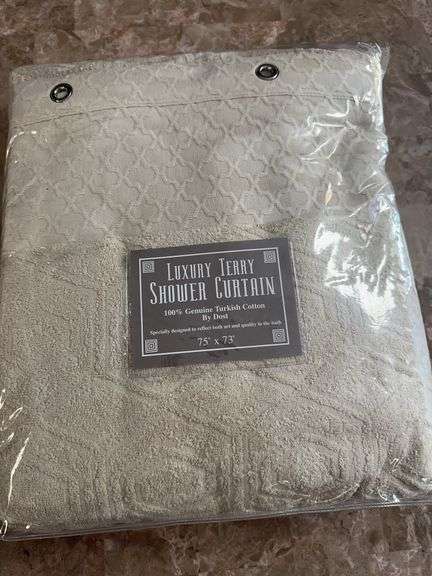 LUXURY TERRY
SHOWER CURTAIN
100% Genuine Turkish Cotton
By Dost
Specially designed to reflect both art and quality in the bath
75' x 73'